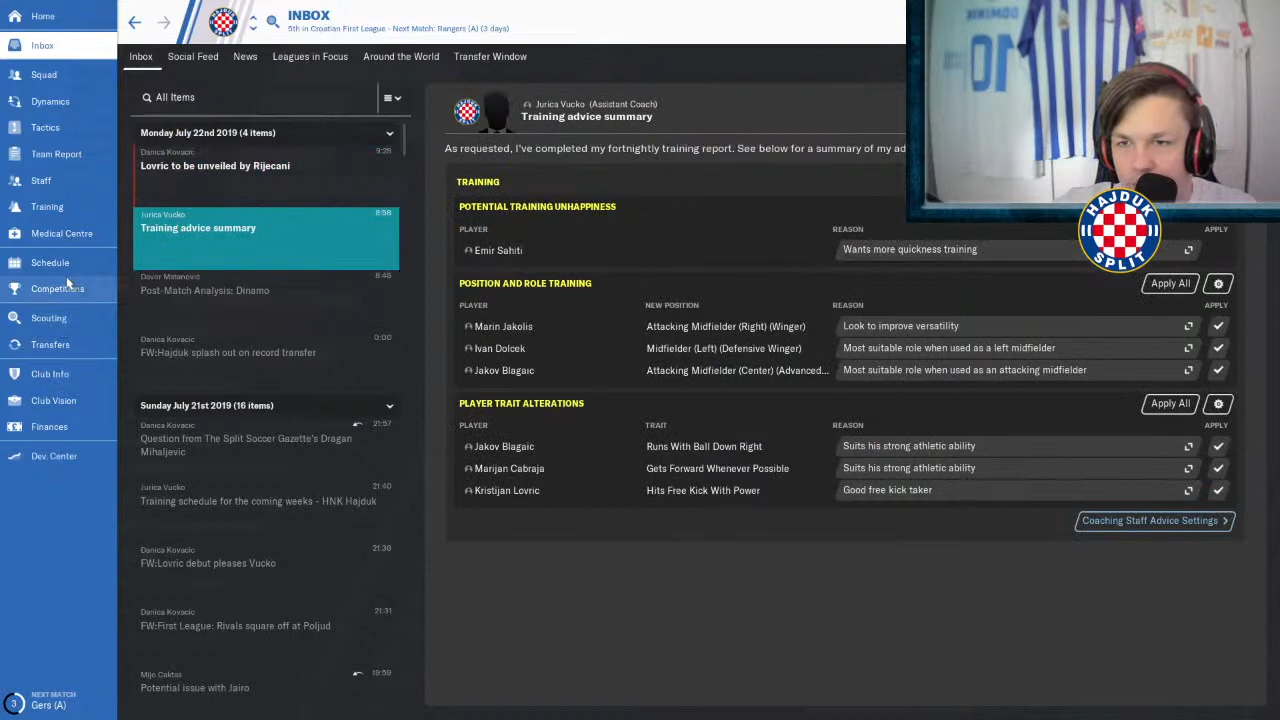 Home
Inbox
Squad
Dynamics
Tactics
Team Report
Staff
Training
Medical Centre
Schedule
Competitions
Scouting
Transfers
Club Info
Club Vision
Finances
Dev. Center
3
NEXT MATCH
Gers (A)
INBOX
5th in Croatian First League - Next Match: Rangers (A) (3 days)
Inbox Social Feed News Leagues in Focus Around the World Transfer Window
All Items
Monday July 22nd 2019 (4 items)
Danica Kovacic 9:28
Lovric to be unveiled by Rijecani
Jurica Vucko 8:58
Training advice summary
Davor Matanovic 8:48
Post-Match Analysis: Dinamo
Danica Kovacic 0:00
FW:Hajduk splash out on record transfer
Sunday July 21st 2019 (16 items)
Danica Kovacic 21:57
Question from The Split Soccer Gazette's Dragan
Mihaljevic
Jurica Vucko 21:40
Training schedule for the coming weeks - HNK Hajduk
Danica Kovacic 21:36
FW:Lovric debut pleases Vucko
Danica Kovacic 21:31
FW:First League: Rivals square off at Poljud
Mijo Caktas 19:59
Potential issue with Jairo
Jurica Vucko (Assistant Coach)
Training advice summary
As requested, I've completed my fortnightly training report. See below for a summary of my ad
TRAINING
POTENTIAL TRAINING UNHAPPINESS
PLAYER REASON APPLY
Emir Sahiti Wants more quickness training
POSITION AND ROLE TRAINING Apply All
PLAYER NEW POSITION REASON APPLY
Marin Jakolis Attacking Midfielder (Right) (Winger) Look to improve versatility
Ivan Dolcek Midfielder (Left) (Defensive Winger) Most suitable role when used as a left midfielder
Jakov Blagaic Attacking Midfielder (Center) (Advanced... Most suitable role when used as an attacking midfielder
PLAYER TRAIT ALTERATIONS Apply All
PLAYER TRAIT REASON APPLY
Jakov Blagaic Runs With Ball Down Right Suits his strong athletic ability
Marijan Cabraja Gets Forward Whenever Possible Suits his strong athletic ability
Kristijan Lovric Hits Free Kick With Power Good free kick taker
Coaching Staff Advice Settings
DOMINIK
10
HAJDUK
SPLIT